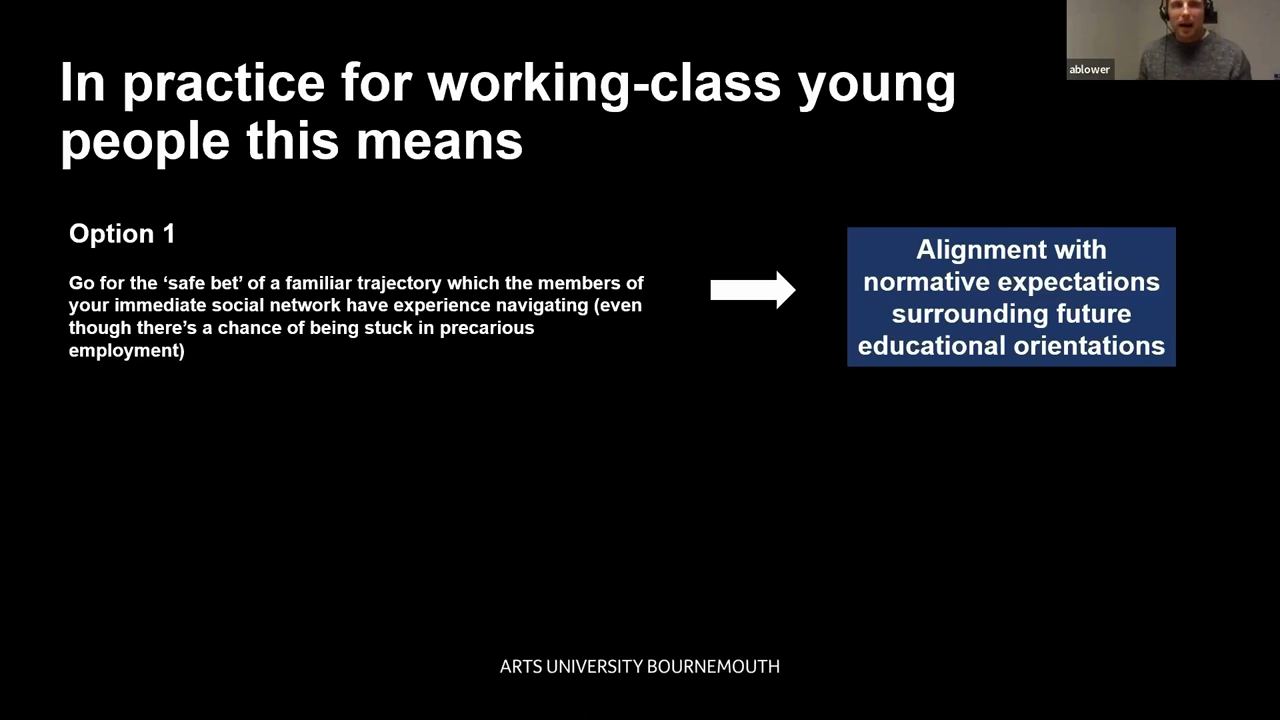 ablower
In practice for working-class young
people this means
Option 1
Go for the ‘safe bet’ of a familiar trajectory which the members of
your immediate social network have experience navigating (even
though there’s a chance of being stuck in precarious
employment)
Alignment with
normative expectations
surrounding future
educational orientations
ARTS UNIVERSITY BOURNEMOUTH